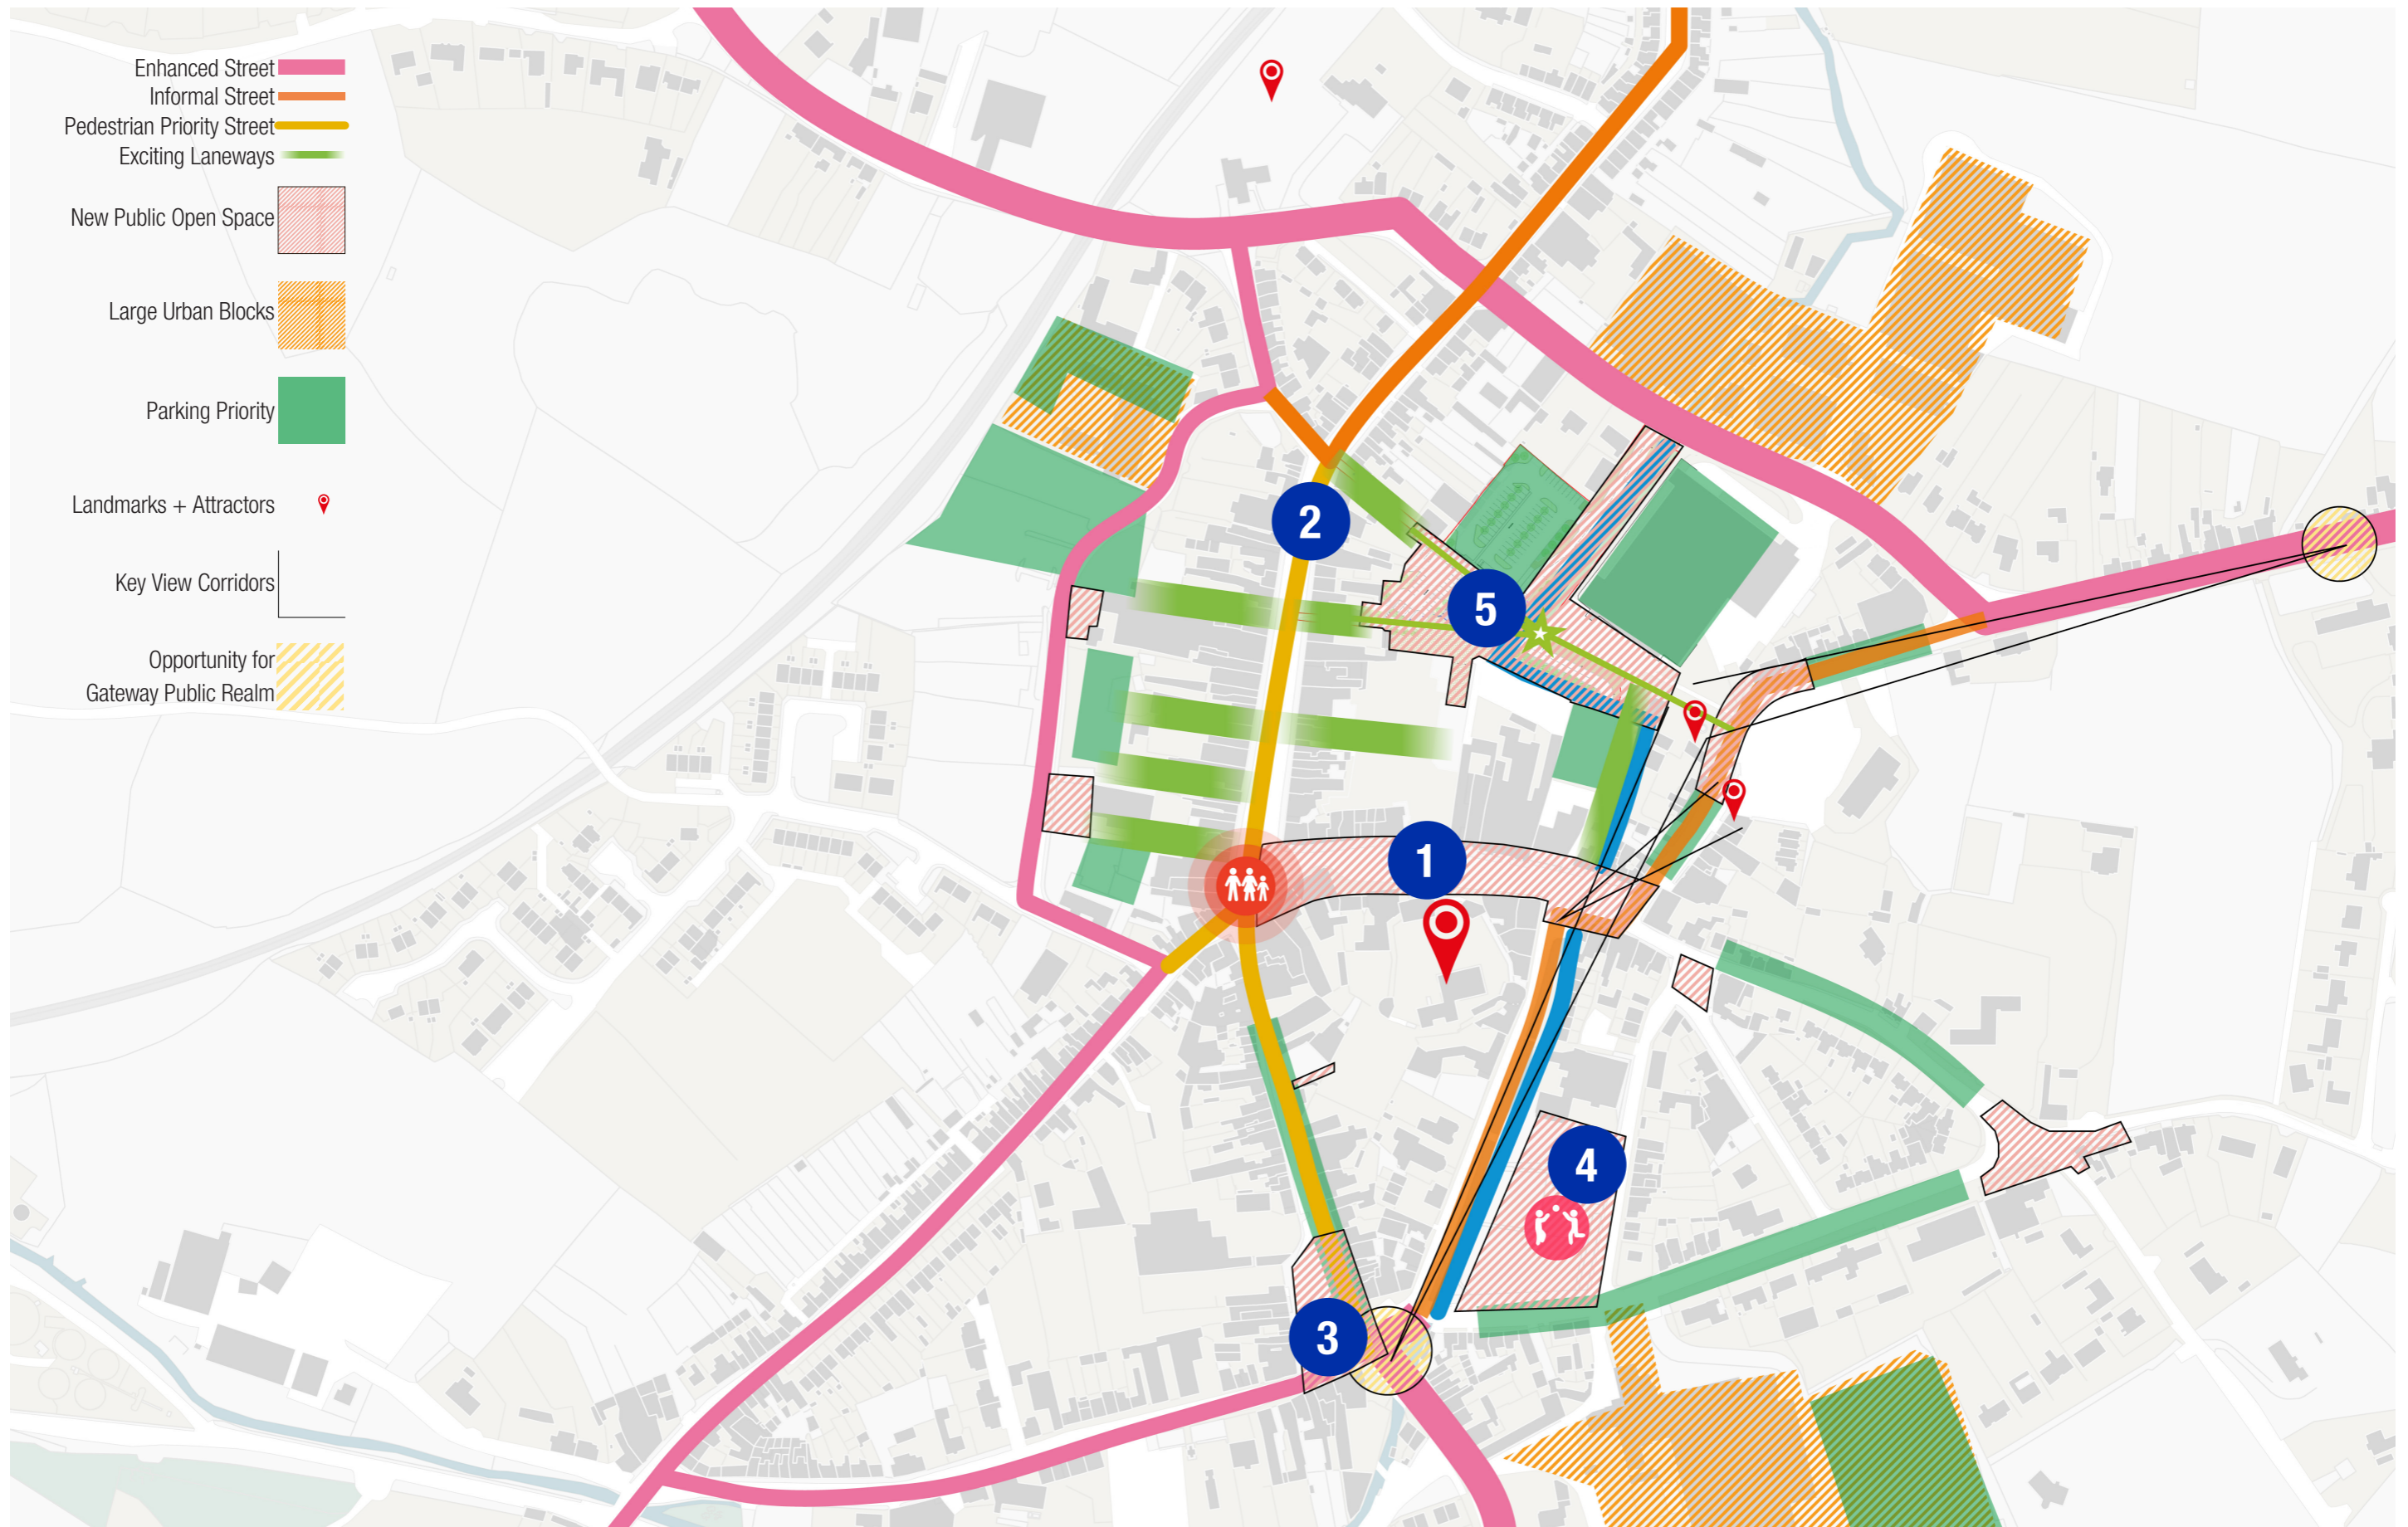 Enhanced Street
Informal Street
Pedestrian Priority Street
Exciting Laneways
New Public Open Space
Large Urban Blocks
Parking Priority
Landmarks + Attractors
Key View Corridors
Opportunity for
Gateway Public Realm
2
5
1
4
3